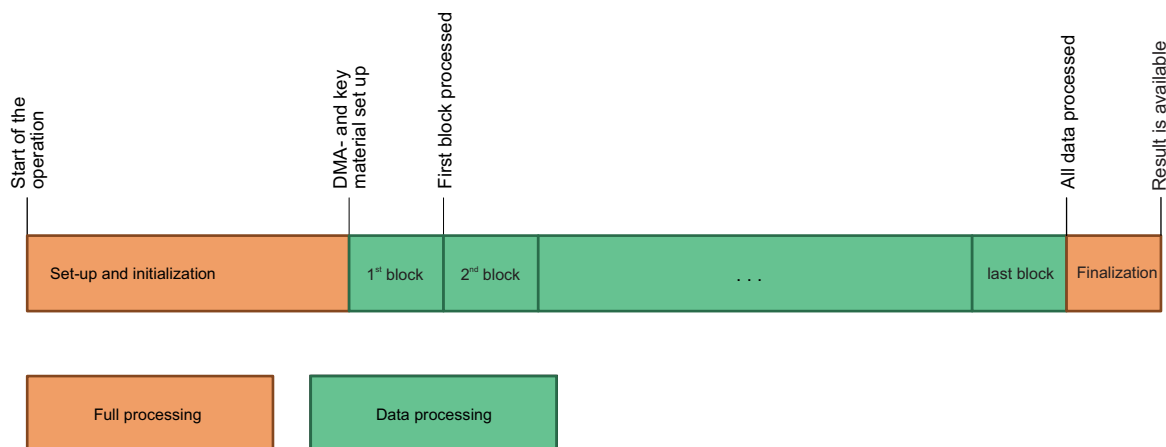 Start of the
operation
DMA- and key
material set up
First block processed
All data processed
Result is available
Set-up and initialization
1st block
2nd block
. . .
last block
Finalization
Full processing
Data processing